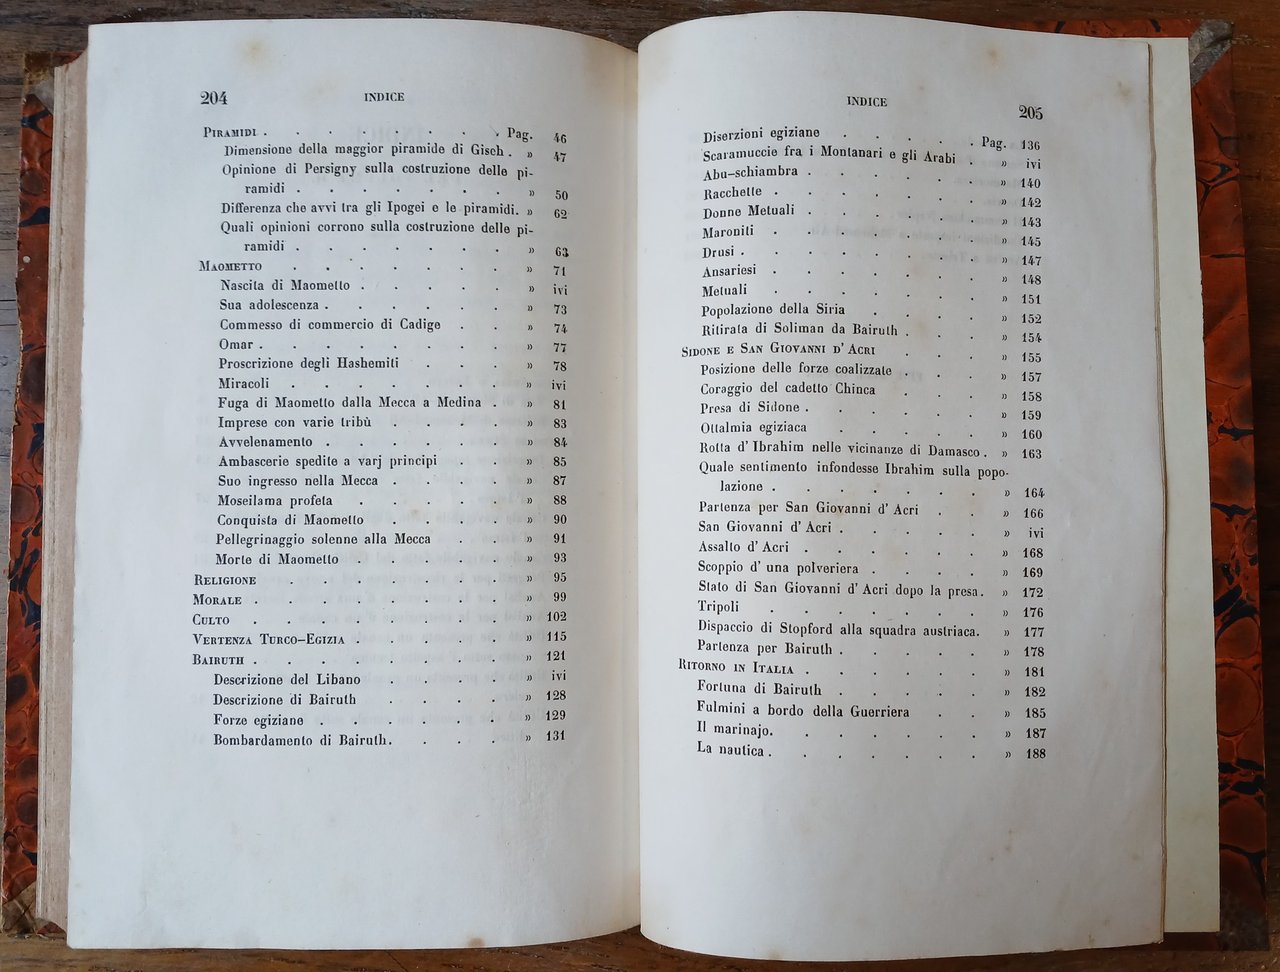 204 INDICE
PIRAMIDI . . . . . . . . Pag. 46
Dimensione della maggior piramide di Gisch . » 47
Opinione di Persigny sulla costruzione delle pi-
ramidi . . . . . . . » 50
Differenza che avvi tra gli Ipogei e le piramidi. » 62
Quali opinioni corrono sulla costruzione delle pi-
ramidi . . . . . . . » 63
MAOMETTO . . . . . . . » 71
Nascita di Maometto . . . . . » ivi
Sua adolescenza . . . . . . » 73
Commesso di commercio di Cadige . . » 74
Omar . . . . . . . . » 77
Proscrizione degli Hashemiti . . . » 78
Miracoli . . . . . . . » ivi
Fuga di Maometto dalla Mecca a Medina . » 81
Imprese con varie tribù . . . . » 83
Avvelenamento . . . . . . » 84
Ambascerie spedite a varj principi . . » 85
Suo ingresso nella Mecca . . . . » 87
Moseilama profeta . . . . . » 88
Conquista di Maometto . . . . . » 90
Pellegrinaggio solenne alla Mecca . . » 91
Morte di Maometto . . . . . » 93
RELIGIONE . . . . . . . » 95
MORALE . . . . . . . . » 99
CULTO . . . . . . . . » 102
VERTENZA TURCO-EGIZIA . . . . . » 115
BAIRUTH . . . . . . . . » 121
Descrizione del Libano . . . . » ivi
Descrizione di Bairuth . . . . » 128
Forze egiziane . . . . . . » 129
Bombardamento di Bairuth. . . . » 131
INDICE 205
Diserzioni egiziane . . . . . Pag. 136
Scaramuccie fra i Montanari e gli Arabi . » ivi
Abu-schiambra . . . . . . » 140
Racchette . . . . . . . » 142
Donne Metuali . . . . . . » 143
Maroniti . . . . . . . » 145
Drusi . . . . . . . . » 147
Ansariesi . . . . . . . » 148
Metuali . . . . . . . » 151
Popolazione della Siria . . . . » 152
Ritirata di Soliman da Bairuth . . . » 154
SIDONE E SAN GIOVANNI D' ACRI . . . » 155
Posizione delle forze coalizzate . . . » 157
Coraggio del cadetto Chinca . . . » 158
Presa di Sidone . . . . . . » 159
Ottalmia egiziaca . . . . . » 160
Rotta d' Ibrahim nelle vicinanze di Damasco . » 163
Quale sentimento infondesse Ibrahim sulla popo-
lazione . . . . . . . » 164
Partenza per San Giovanni d' Acri . . » 166
San Giovanni d' Acri . . . . . » ivi
Assalto d' Acri . . . . . . » 168
Scoppio d' una polveriera . . . . » 169
Stato di San Giovanni d' Acri dopo la presa. » 172
Tripoli . . . . . . . » 176
Dispaccio di Stopford alla squadra austriaca. » 177
Partenza per Bairuth . . . . . » 178
RITORNO IN ITALIA . . . . . . » 181
Fortuna di Bairuth . . . . . » 182
Fulmini a bordo della Guerriera . . » 185
Il marinajo. . . . . . . » 187
La nautica . . . . . . . » 188